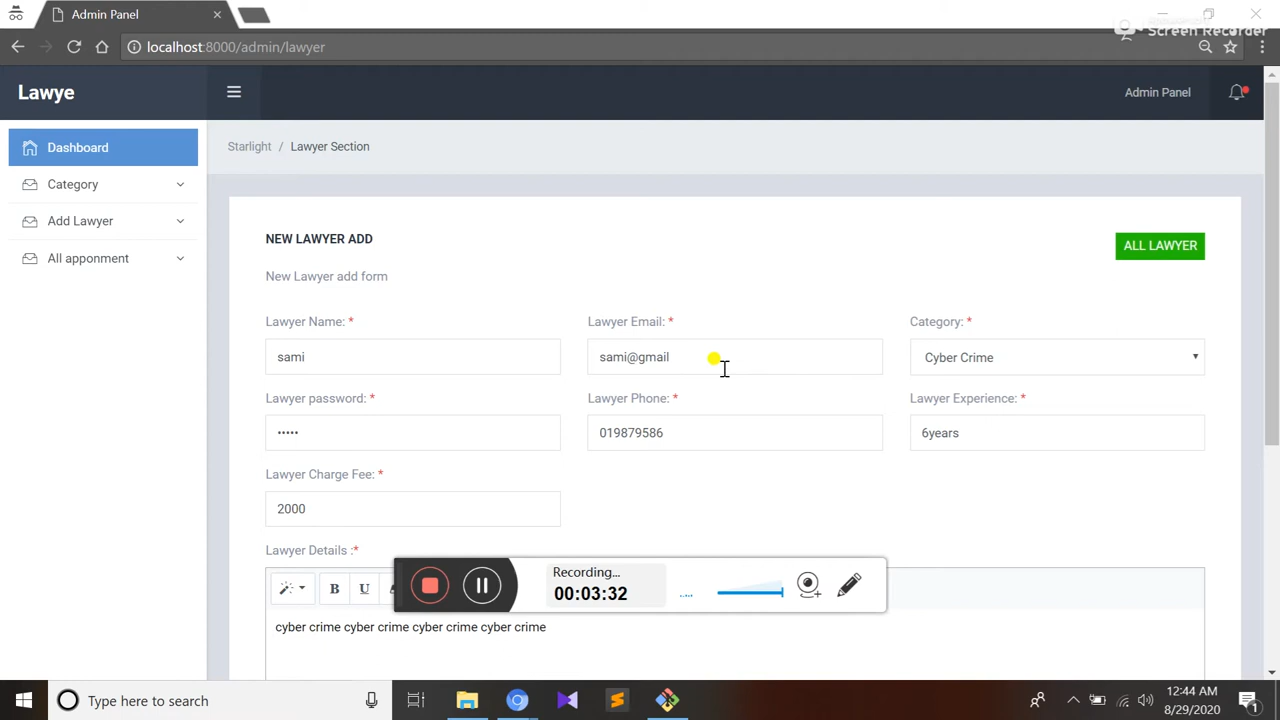 Admin Panel
Screen Recorder
localhost:8000/admin/lawyer
Lawye
Admin Panel
Dashboard
Starlight / Lawyer Section
Category
Add Lawyer
All apponment
NEW LAWYER ADD
ALL LAWYER
New Lawyer add form
Lawyer Name: *
Lawyer Email: *
Category: *
sami
sami@gmail
Cyber Crime
Lawyer password: *
Lawyer Phone: *
Lawyer Experience: *
•••••
019879586
6years
Lawyer Charge Fee: *
2000
Lawyer Details :*
Recording...
00:03:32
B U
cyber crime cyber crime cyber crime cyber crime
Type here to search
12:44 AM
8/29/2020
1